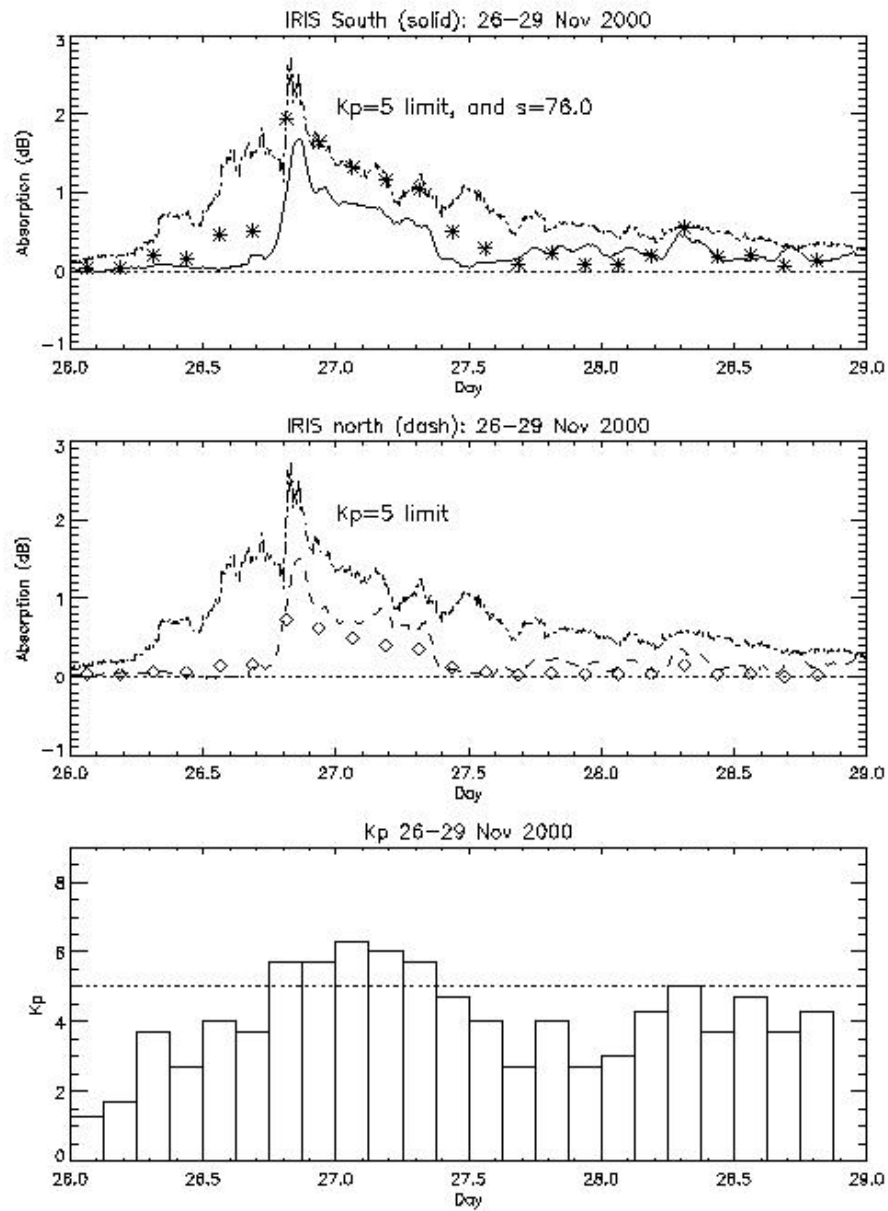 IRIS South (solid): 26-29 Nov 2000
3
2
1
0
-1
Absorption (dB)
Kp=5 limit, and s=76.0
26.0 26.5 27.0 27.5 28.0 28.5 29.0
Day
IRIS north (dash): 26-29 Nov 2000
3
2
1
0
-1
Absorption (dB)
Kp=5 limit
26.0 26.5 27.0 27.5 28.0 28.5 29.0
Day
Kp 26-29 Nov 2000
8
6
4
2
0
Kp
26.0 26.5 27.0 27.5 28.0 28.5 29.0
Day